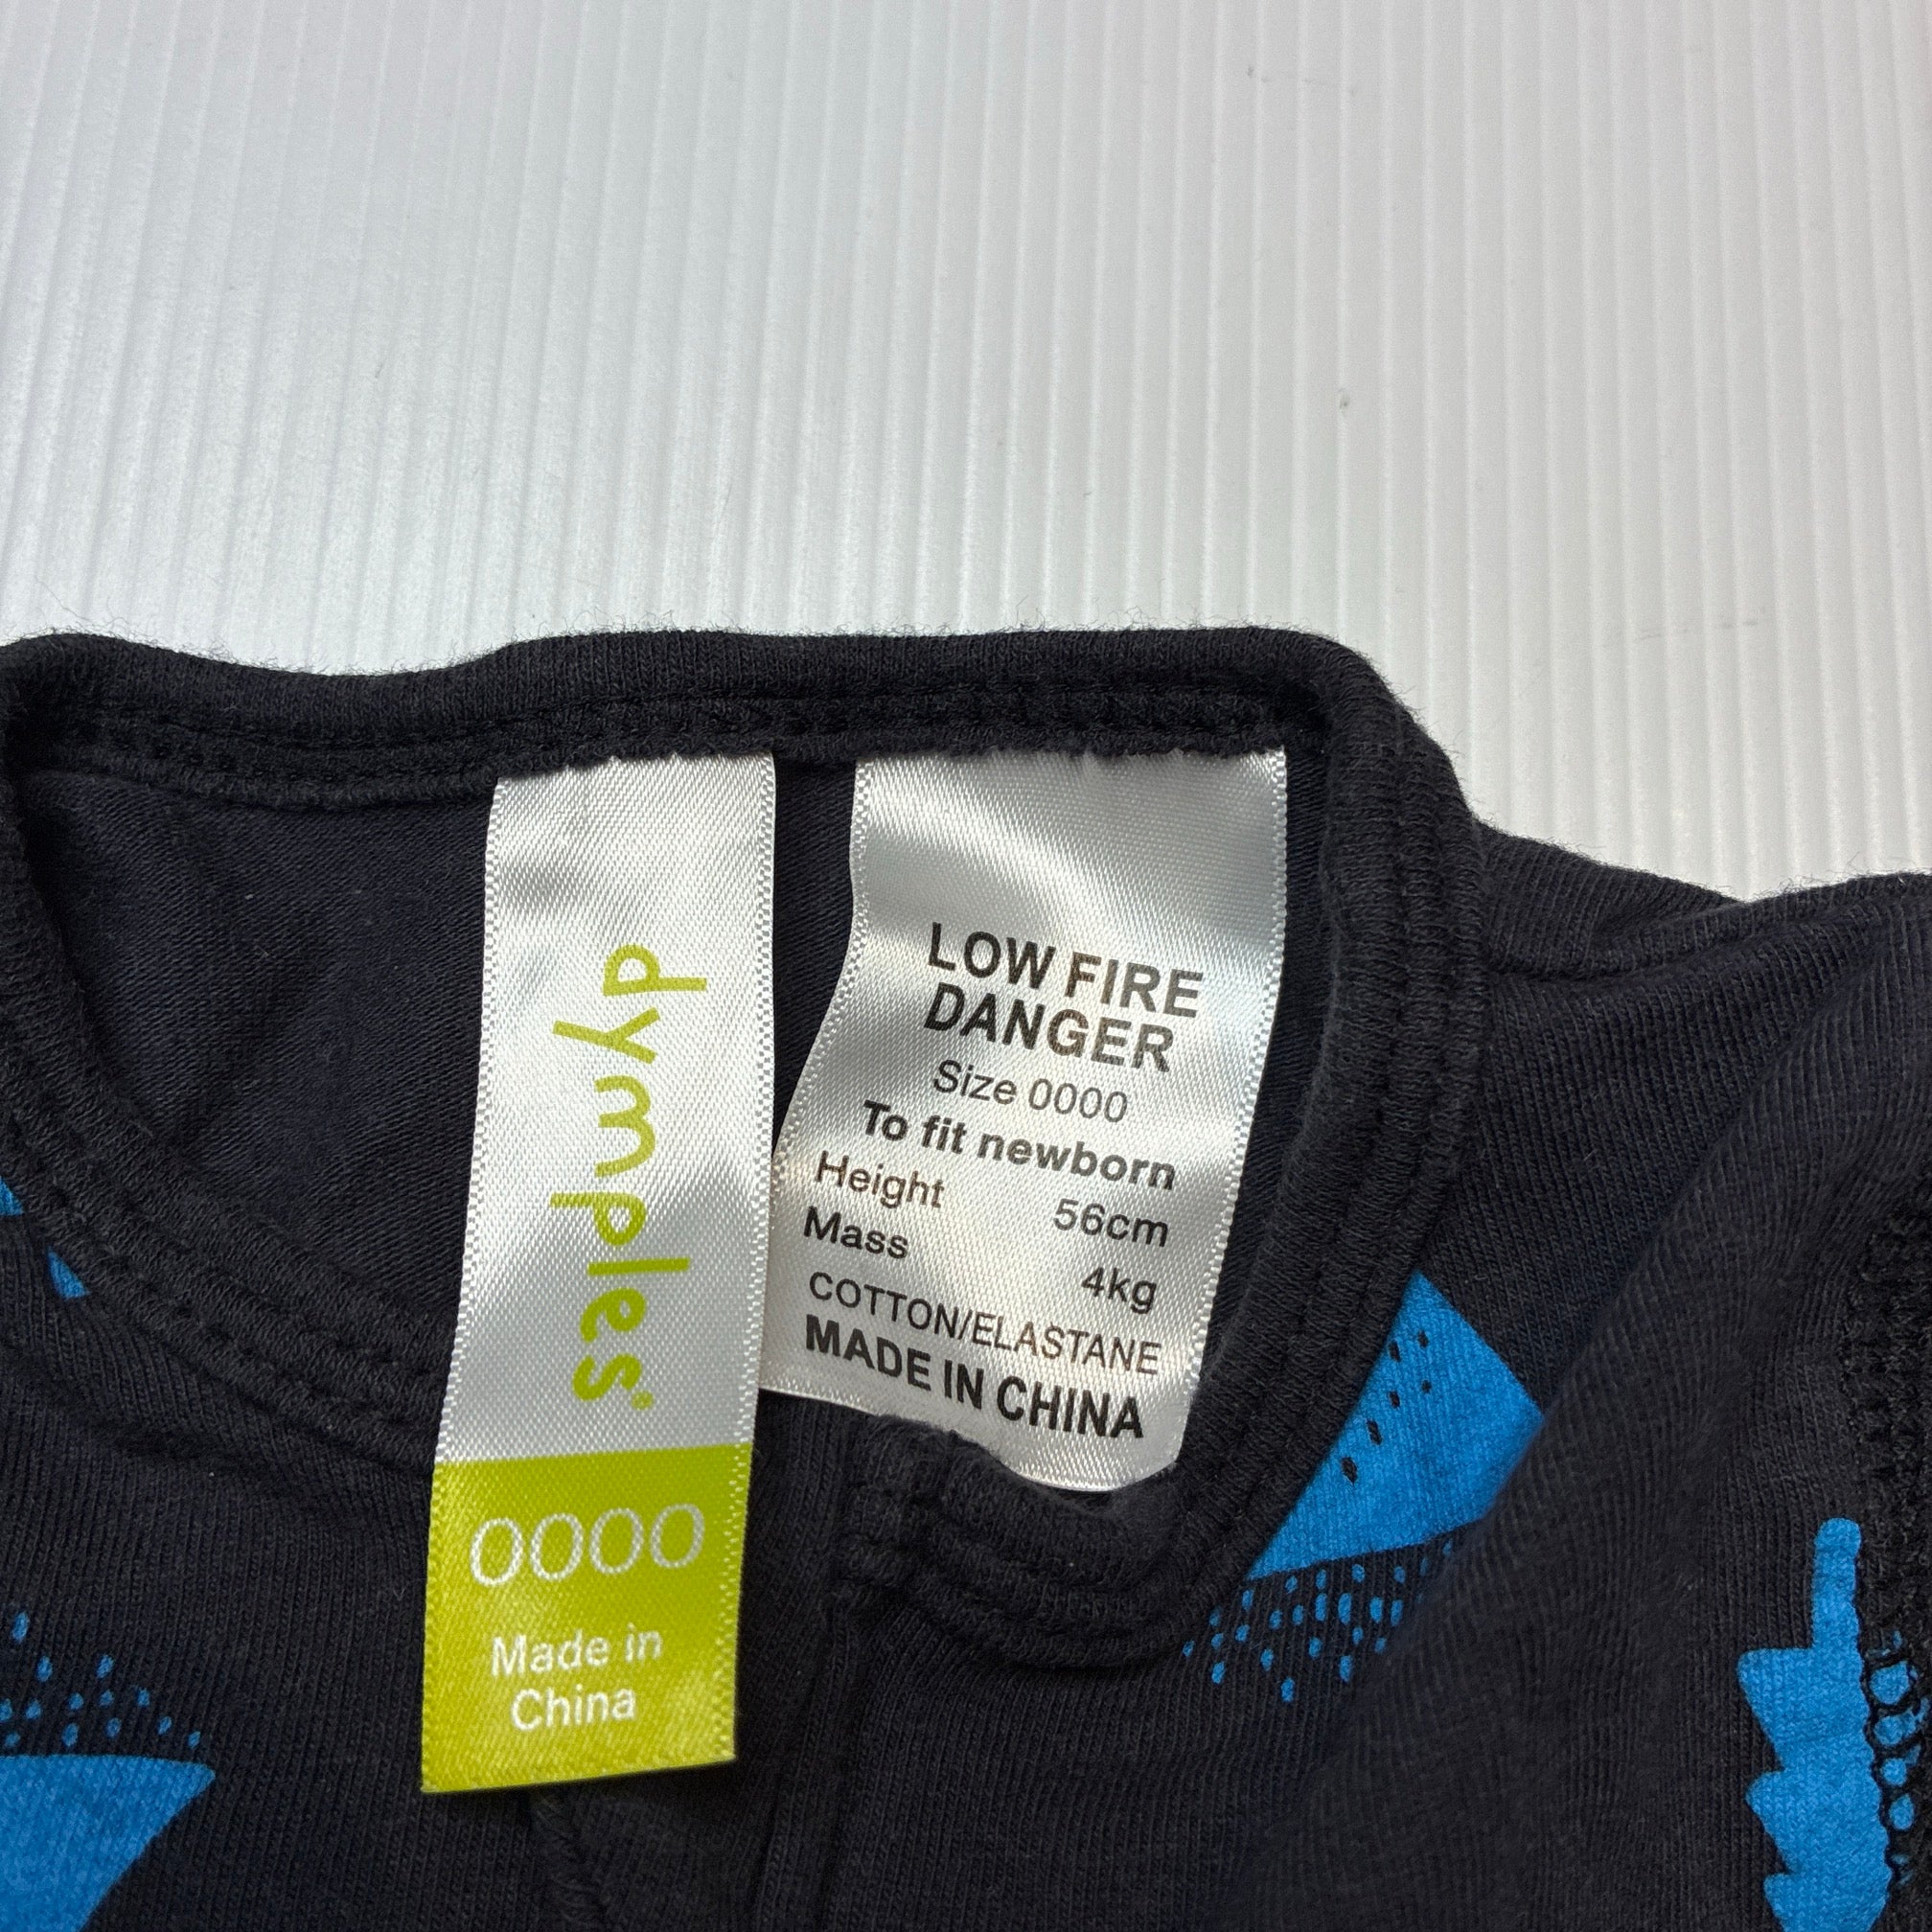 dymples
0000
Made in
China
LOW FIRE
DANGER
Size 0000
To fit newborn
Height 56cm
Mass 4kg
COTTON/ELASTANE
MADE IN CHINA